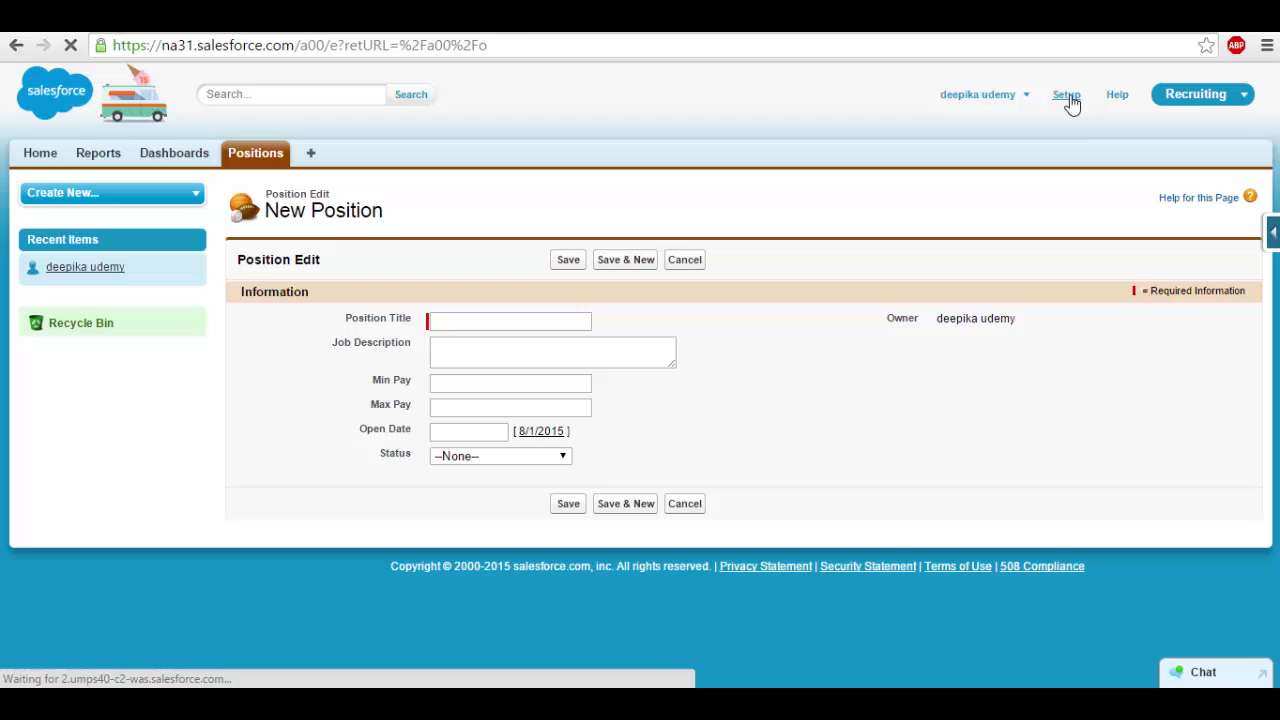 https://na31.salesforce.com/a00/e?retURL=%2Fa00%2Fo
ABP
salesforce
15
Search...
Search
deepika udemy
Setup
Help
Recruiting
Home
Reports
Dashboards
Positions
Create New...
Recent Items
deepika udemy
Recycle Bin
Position Edit
New Position
Help for this Page ?
Position Edit
Save
Save & New
Cancel
Information
= Required Information
Position Title
Owner
deepika udemy
Job Description
Min Pay
Max Pay
Open Date
[ 8/1/2015 ]
Status
--None--
Save
Save & New
Cancel
Copyright © 2000-2015 salesforce.com, inc. All rights reserved. | Privacy Statement | Security Statement | Terms of Use | 508 Compliance
Waiting for 2.umps40-c2-was.salesforce.com...
Chat